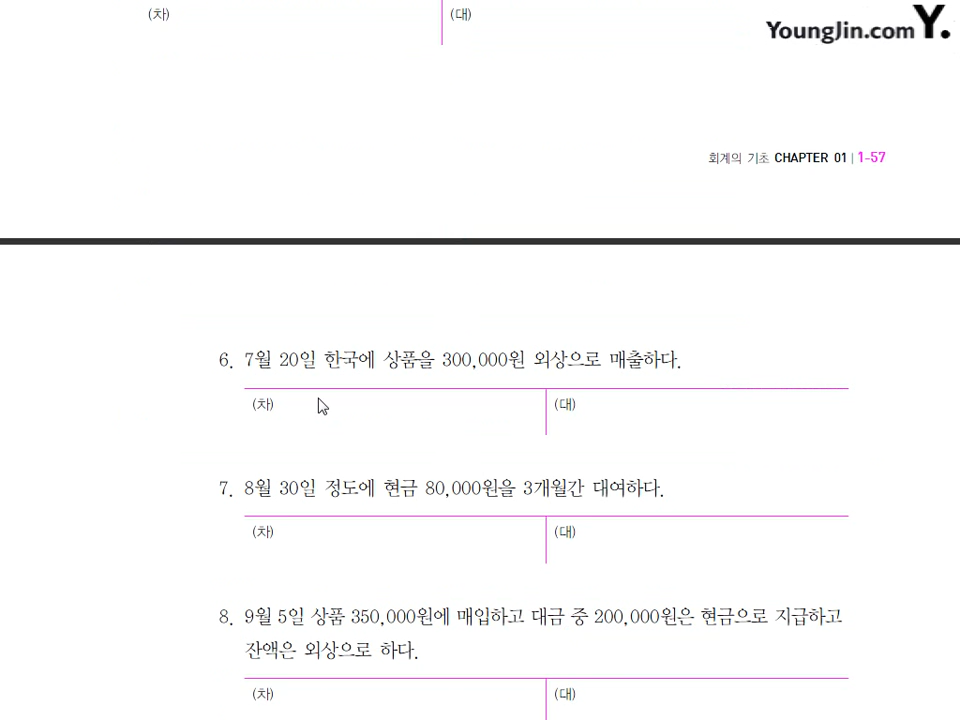 (차) (대)
YoungJin.com Y.
회계의 기초 CHAPTER 01 | 1-57
6. 7월 20일 한국에 상품을 300,000원 외상으로 매출하다.
(차) (대)
7. 8월 30일 정도에 현금 80,000원을 3개월간 대여하다.
(차) (대)
8. 9월 5일 상품 350,000원에 매입하고 대금 중 200,000원은 현금으로 지급하고
잔액은 외상으로 하다.
(차) (대)